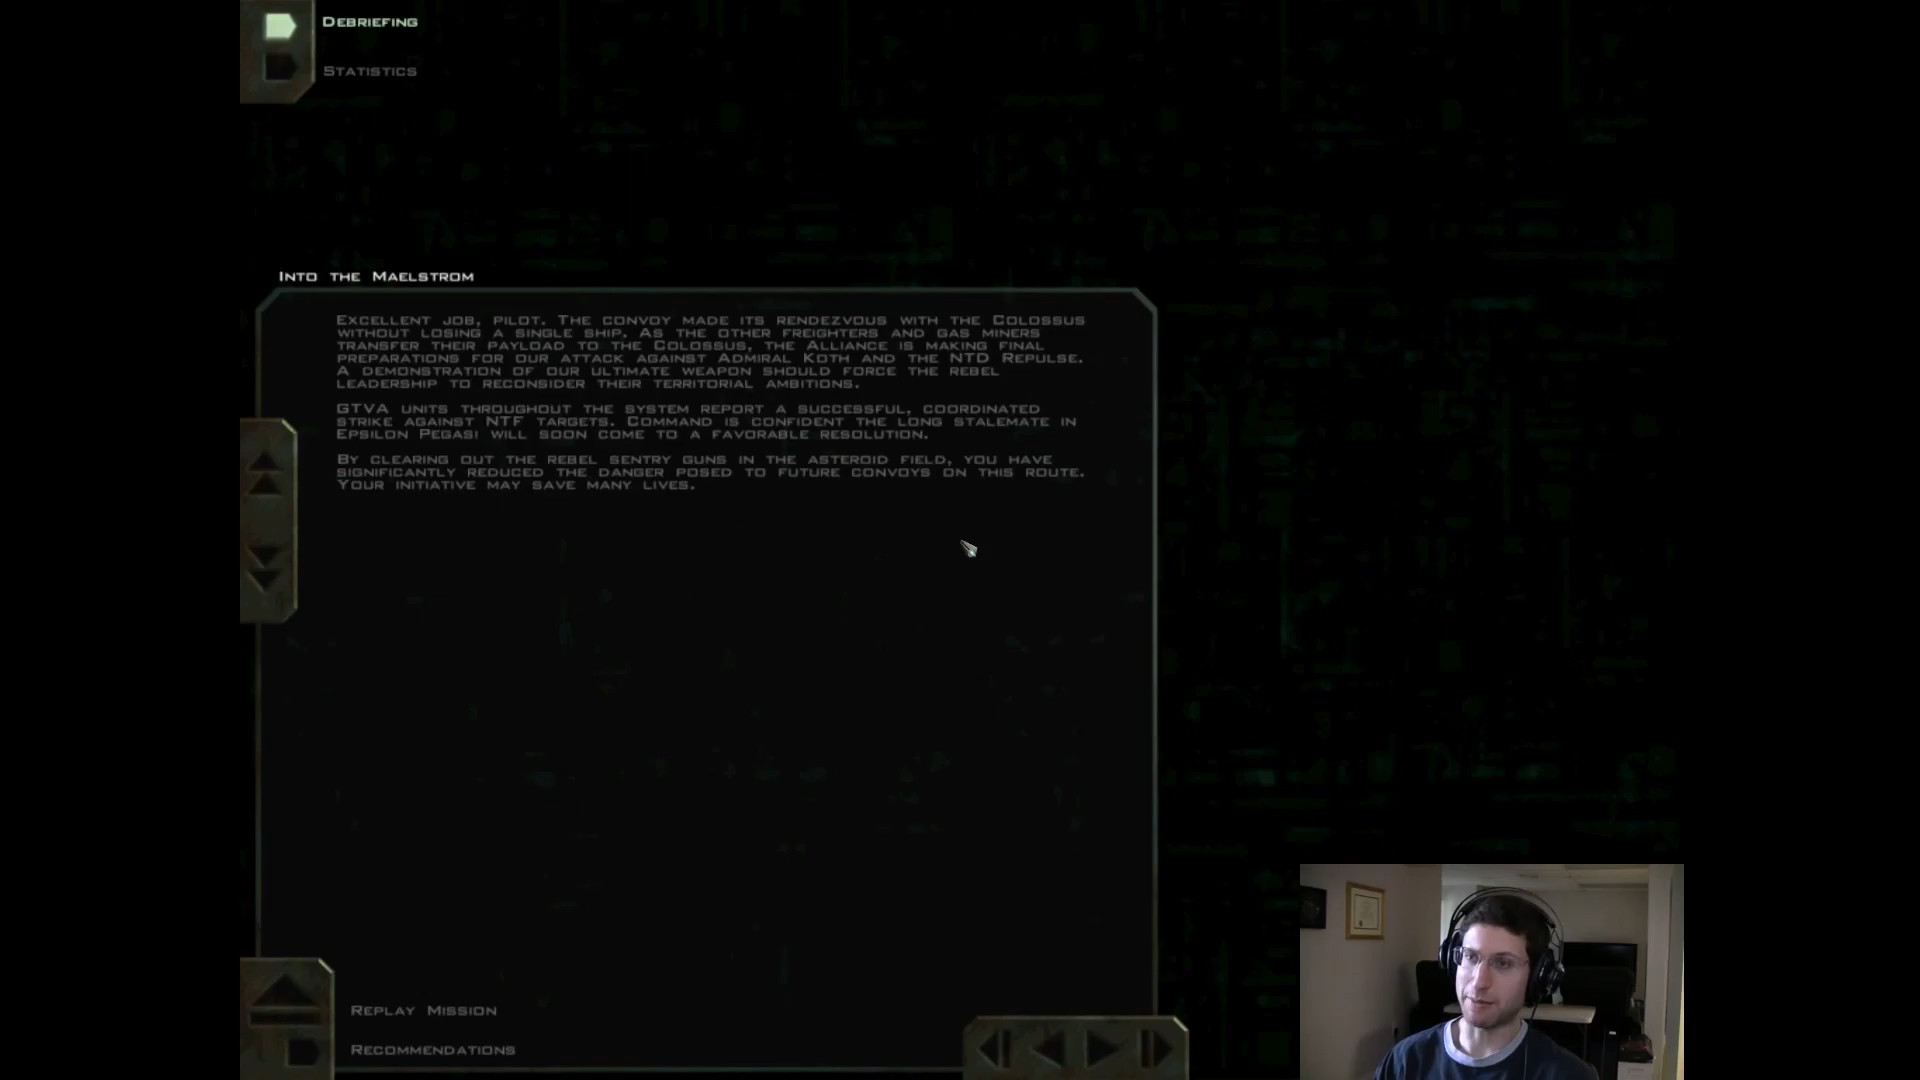 Debriefing
Statistics
Into the Maelstrom
Excellent job, pilot. The convoy made its rendezvous with the Colossus
without losing a single ship. As the other freighters and gas miners
transfer their payload to the Colossus, the Alliance is making final
preparations for our attack against Admiral Koth and the NTD Repulse.
A demonstration of our ultimate weapon should force the rebel
leadership to reconsider their territorial ambitions.
GTVA units throughout the system report a successful, coordinated
strike against NTF targets. Command is confident the long stalemate in
Epsilon Pegasi will soon come to a favorable resolution.
By clearing out the rebel sentry guns in the asteroid field, you have
significantly reduced the danger posed to future convoys on this route.
Your initiative may save many lives.
Replay Mission
Recommendations